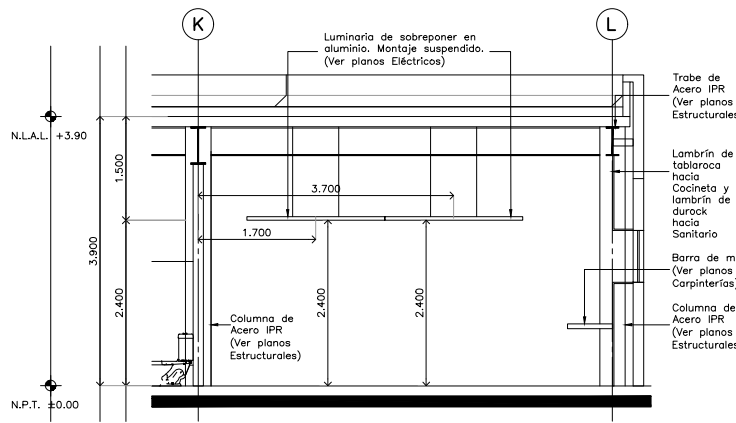 K
L
Luminaria de sobreponer en
aluminio. Montaje suspendido.
(Ver planos Eléctricos)
Trabe de
Acero IPR
(Ver planos
Estructurales
N.L.A.L. +3.90
Lambrín de
tablaroca
hacia
Cocineta y
lambrín de
durock
hacia
Sanitario
1.500
3.700
1.700
3.900
2.400
2.400
2.400
Barra de m
(Ver planos
Carpinterías)
Columna de
Acero IPR
(Ver planos
Estructurales)
Columna de
Acero IPR
(Ver planos
Estructurales
N.P.T. ±0.00